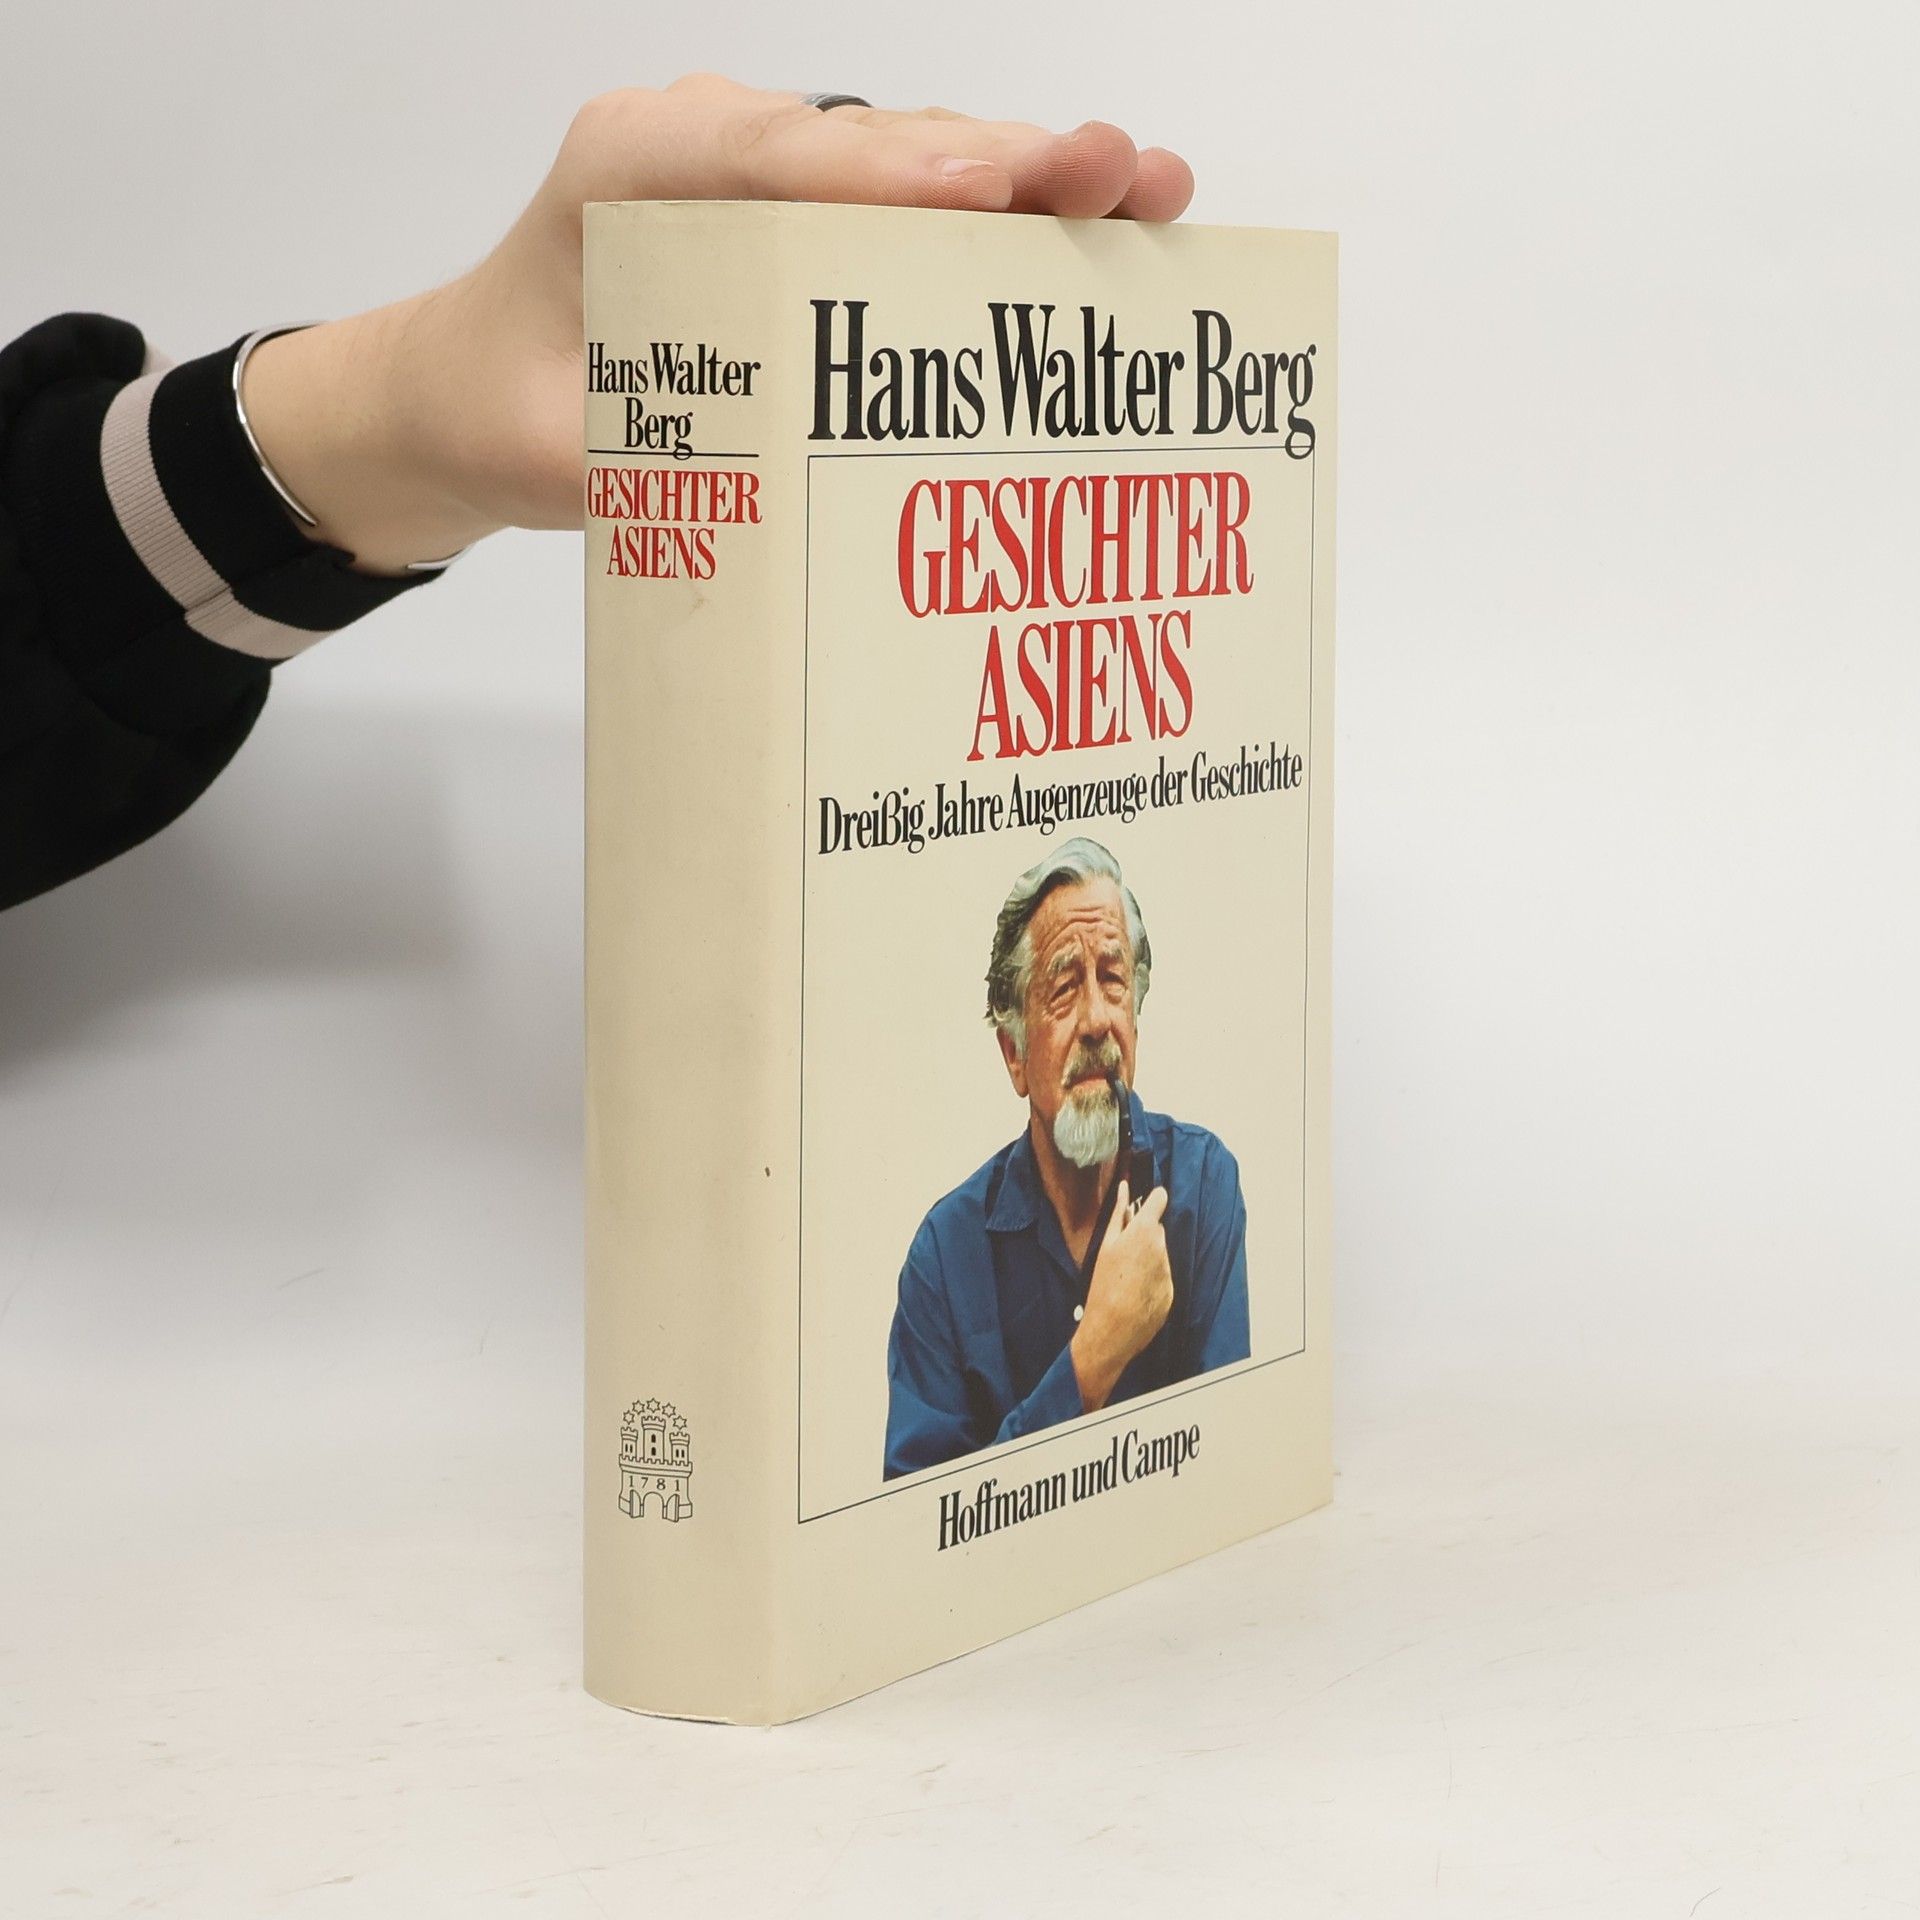 Hans Walter
Berg
GESICHTER
ASIENS
1781
Hans Walter Berg
GESICHTER
ASIENS
Dreißig Jahre Augenzeuge der Geschichte
Hoffmann und Campe